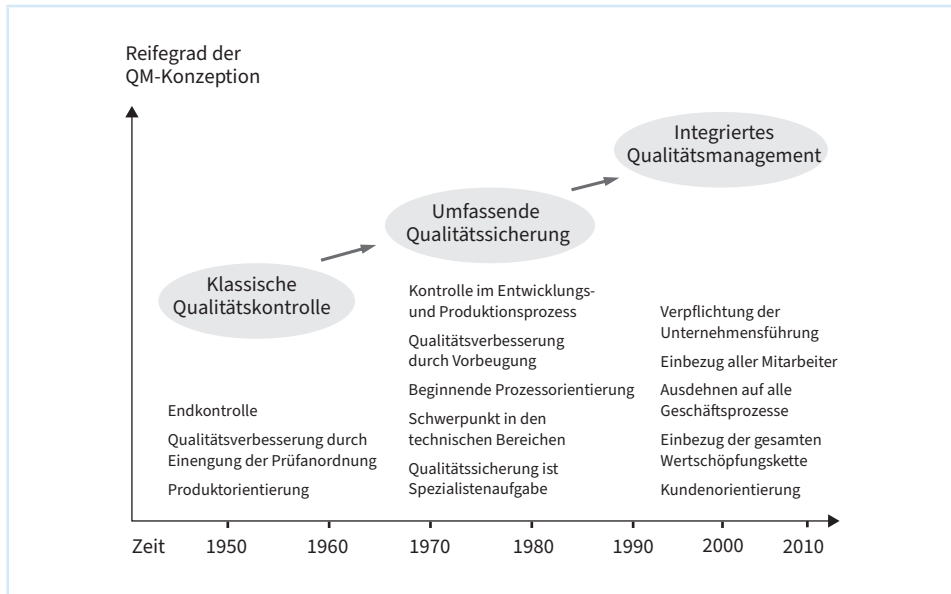 Reifegrad der
QM-Konzeption
Integriertes
Qualitätsmanagement
Umfassende
Qualitätssicherung
Klassische
Qualitätskontrolle
Endkontrolle
Qualitätsverbesserung durch
Einengung der Prüfanordnung
Produktorientierung
Kontrolle im Entwicklungs-
und Produktionsprozess
Qualitätsverbesserung
durch Vorbeugung
Beginnende Prozessorientierung
Schwerpunkt in den
technischen Bereichen
Qualitätssicherung ist
Spezialistenaufgabe
Verpflichtung der
Unternehmensführung
Einbezug aller Mitarbeiter
Ausdehnen auf alle
Geschäftsprozesse
Einbezug der gesamten
Wertschöpfungskette
Kundenorientierung
Zeit 1950 1960 1970 1980 1990 2000 2010